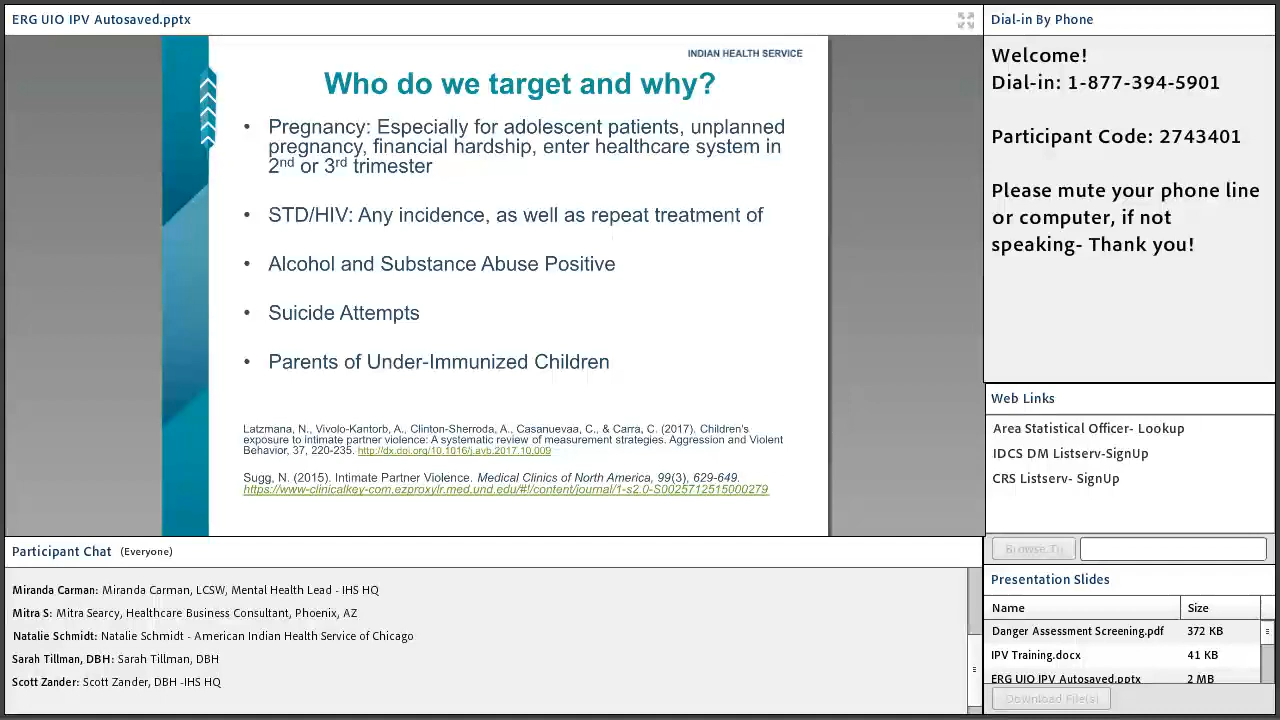 ERG UIO IPV Autosaved.pptx
INDIAN HEALTH SERVICE
Who do we target and why?
• Pregnancy: Especially for adolescent patients, unplanned
pregnancy, financial hardship, enter healthcare system in
2nd or 3rd trimester
• STD/HIV: Any incidence, as well as repeat treatment of
• Alcohol and Substance Abuse Positive
• Suicide Attempts
• Parents of Under-Immunized Children
Latzmana, N., Vivolo-Kantorb, A., Clinton-Sherroda, A., Casanuevaa, C., & Carra, C. (2017). Children's
exposure to intimate partner violence: A systematic review of measurement strategies. Aggression and Violent
Behavior, 37, 220-235. http://dx.doi.org/10.1016/j.avb.2017.10.009
Sugg, N. (2015). Intimate Partner Violence. Medical Clinics of North America, 99(3), 629-649.
https://www-clinicalkey-com.ezproxylr.med.und.edu/#!/content/journal/1-s2.0-S0025712515000279
Participant Chat (Everyone)
Miranda Carman: Miranda Carman, LCSW, Mental Health Lead - IHS HQ
Mitra S: Mitra Searcy, Healthcare Business Consultant, Phoenix, AZ
Natalie Schmidt: Natalie Schmidt - American Indian Health Service of Chicago
Sarah Tillman, DBH: Sarah Tillman, DBH
Scott Zander: Scott Zander, DBH -IHS HQ
Dial-in By Phone
Welcome!
Dial-in: 1-877-394-5901
Participant Code: 2743401
Please mute your phone line
or computer, if not
speaking- Thank you!
Web Links
Area Statistical Officer- Lookup
IDCS DM Listserv-SignUp
CRS Listserv- SignUp
Browse To
Presentation Slides
Name Size
Danger Assessment Screening.pdf 372 KB
IPV Training.docx 41 KB
ERG UIO IPV Autosaved.pptx 2 MB
Download File(s)